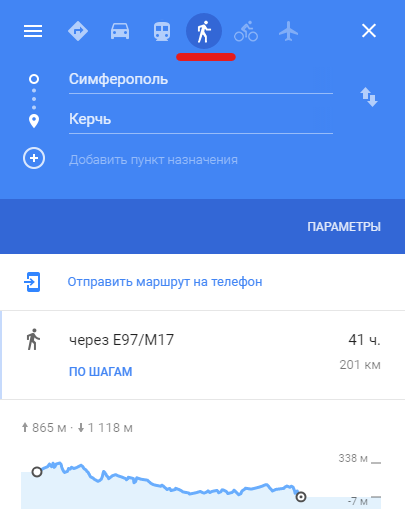 Симферополь
Керчь
Добавить пункт назначения
ПАРАМЕТРЫ
Отправить маршрут на телефон
через E97/M17 41 ч.
201 км
ПО ШАГАМ
865 м · 1 118 м
338 м
-7 м